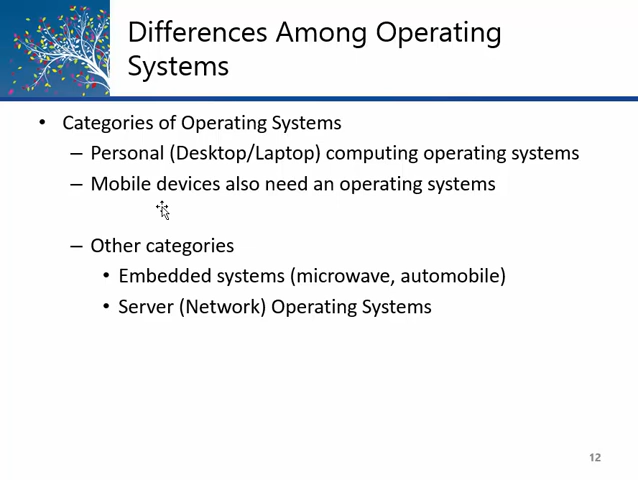 Differences Among Operating
Systems
• Categories of Operating Systems
– Personal (Desktop/Laptop) computing operating systems
– Mobile devices also need an operating systems
– Other categories
• Embedded systems (microwave, automobile)
• Server (Network) Operating Systems
12